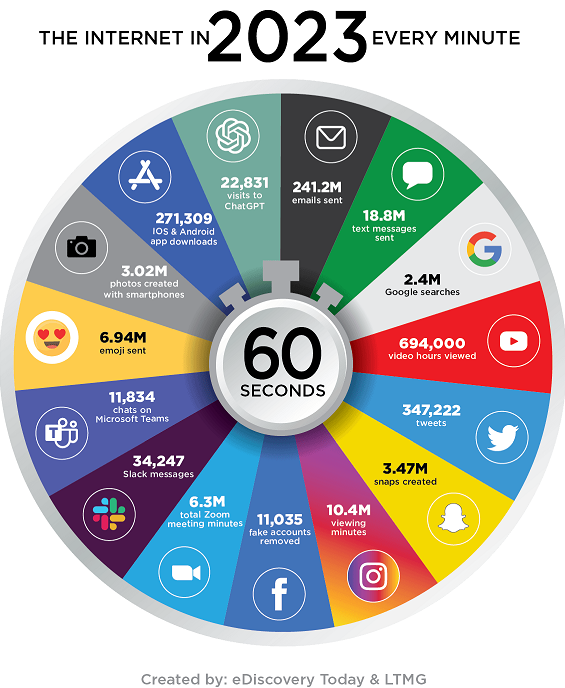 THE INTERNET IN 2023 EVERY MINUTE
241.2M
emails sent
18.8M
text messages
sent
2.4M
Google searches
694,000
video hours viewed
347,222
tweets
3.47M
snaps created
10.4M
viewing
minutes
11,035
fake accounts
removed
6.3M
total Zoom
meeting minutes
34,247
Slack messages
11,834
chats on
Microsoft Teams
6.94M
emoji sent
3.02M
photos created
with smartphones
271,309
IOS & Android
app downloads
22,831
visits to
ChatGPT
60
SECONDS
Created by: eDiscovery Today & LTMG